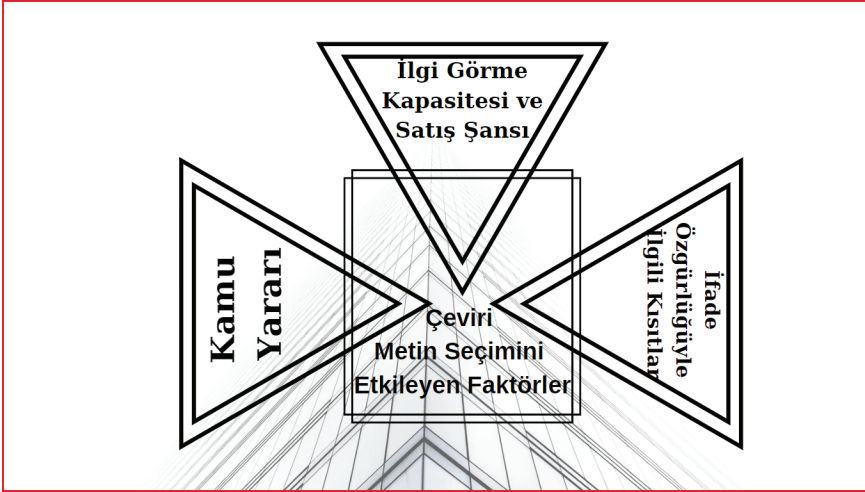 İlgi Görme
Kapasitesi ve
Satış Şansı
Kamu
Yararı
İfade
Özgürlüğüyle
İlgili Kısıtlar
Çeviri
Metin Seçimini
Etkileyen Faktörler